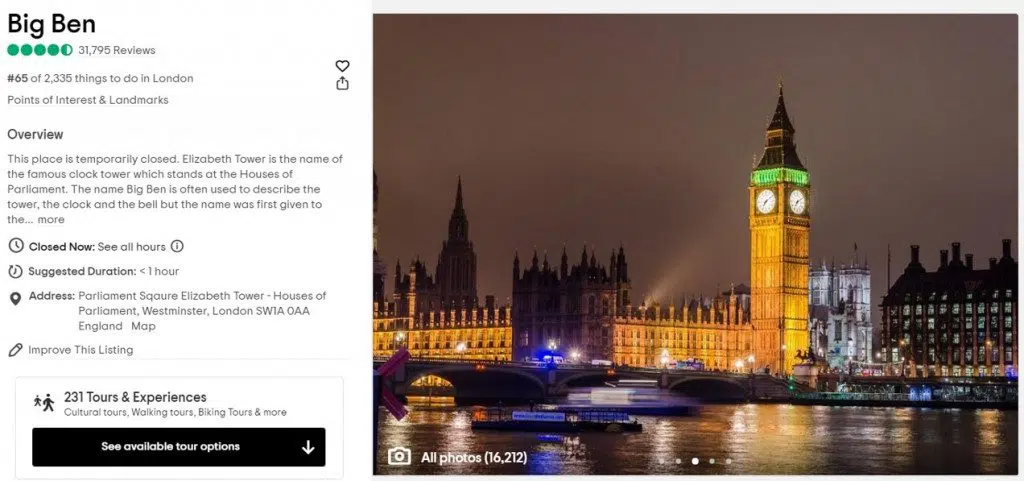 Big Ben
31,795 Reviews
#65 of 2,335 things to do in London
Points of Interest & Landmarks
Overview
This place is temporarily closed. Elizabeth Tower is the name of
the famous clock tower which stands at the Houses of
Parliament. The name Big Ben is often used to describe the
tower, the clock and the bell but the name was first given to
the... more
Closed Now: See all hours
Suggested Duration: < 1 hour
Address: Parliament Sqaure Elizabeth Tower - Houses of
Parliament, Westminster, London SW1A 0AA
England Map
Improve This Listing
231 Tours & Experiences
Cultural tours, Walking tours, Biking Tours & more
See available tour options
All photos (16,212)